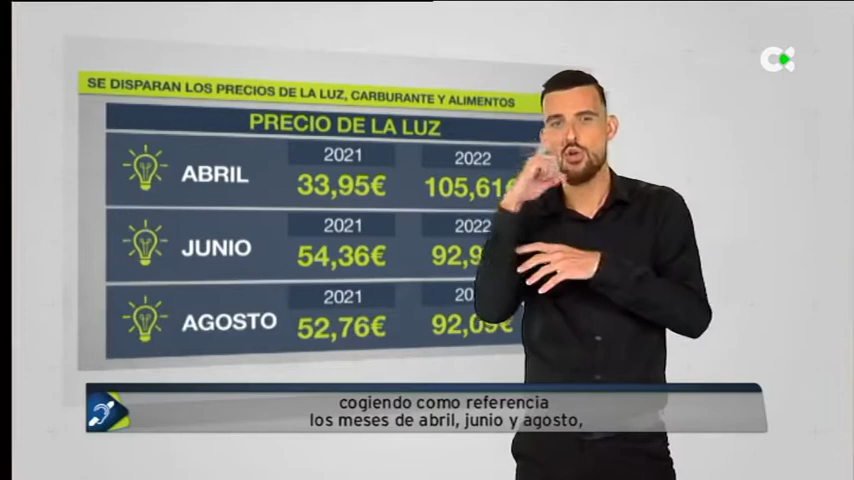 SE DISPARAN LOS PRECIOS DE LA LUZ, CARBURANTE Y ALIMENTOS
PRECIO DE LA LUZ
ABRIL
2021
2022
33,95€
105,61€
JUNIO
2021
2022
54,36€
AGOSTO
2021
52,76€
92,09€
cogiendo como referencia
los meses de abril, junio y agosto,